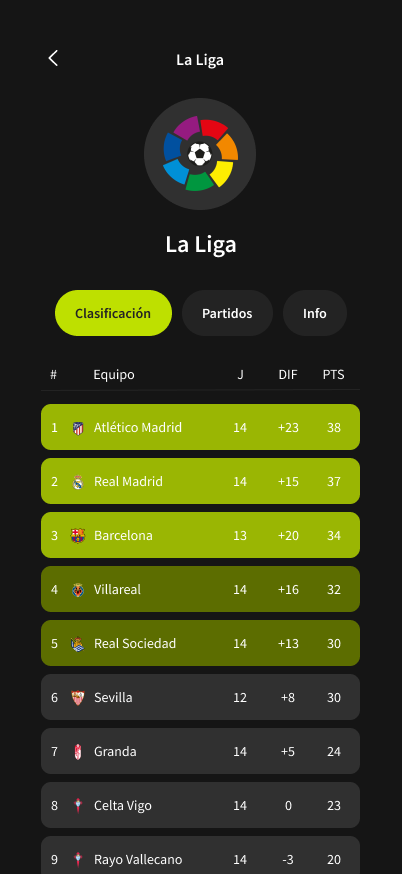 La Liga
La Liga
Clasificación Partidos Info
# Equipo J DIF PTS
1 Atlético Madrid 14 +23 38
2 Real Madrid 14 +15 37
3 Barcelona 13 +20 34
4 Villareal 14 +16 32
5 Real Sociedad 14 +13 30
6 Sevilla 12 +8 30
7 Granda 14 +5 24
8 Celta Vigo 14 0 23
9 Rayo Vallecano 14 -3 20